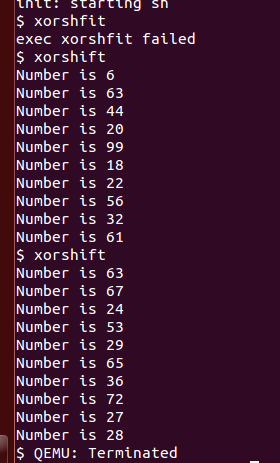 init: starting sh
$ xorshfit
exec xorshfit failed
$ xorshift
Number is 6
Number is 63
Number is 44
Number is 20
Number is 99
Number is 18
Number is 22
Number is 56
Number is 32
Number is 61
$ xorshift
Number is 63
Number is 67
Number is 24
Number is 53
Number is 29
Number is 65
Number is 36
Number is 72
Number is 27
Number is 28
$ QEMU: Terminated